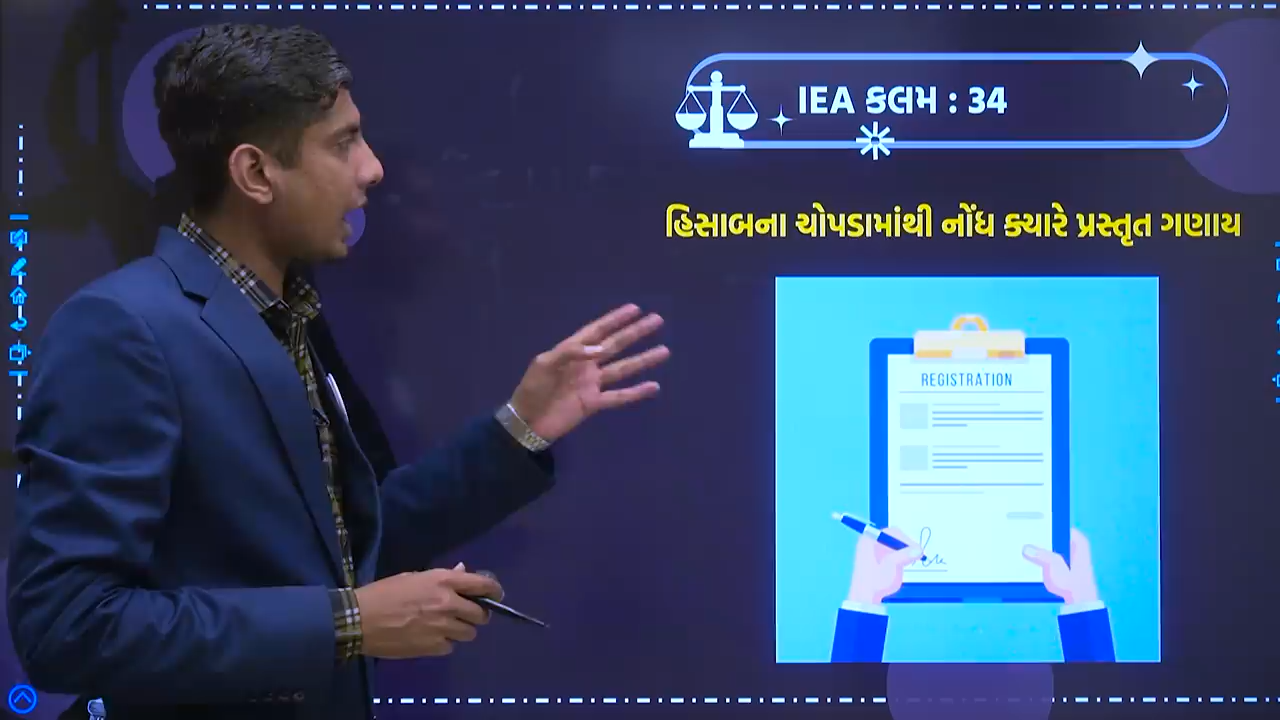 IEA કલમ : 34
હિસાબના ચોપડામાંથી નોંધ ક્યારે પ્રસ્તૃત ગણાય
REGISTRATION